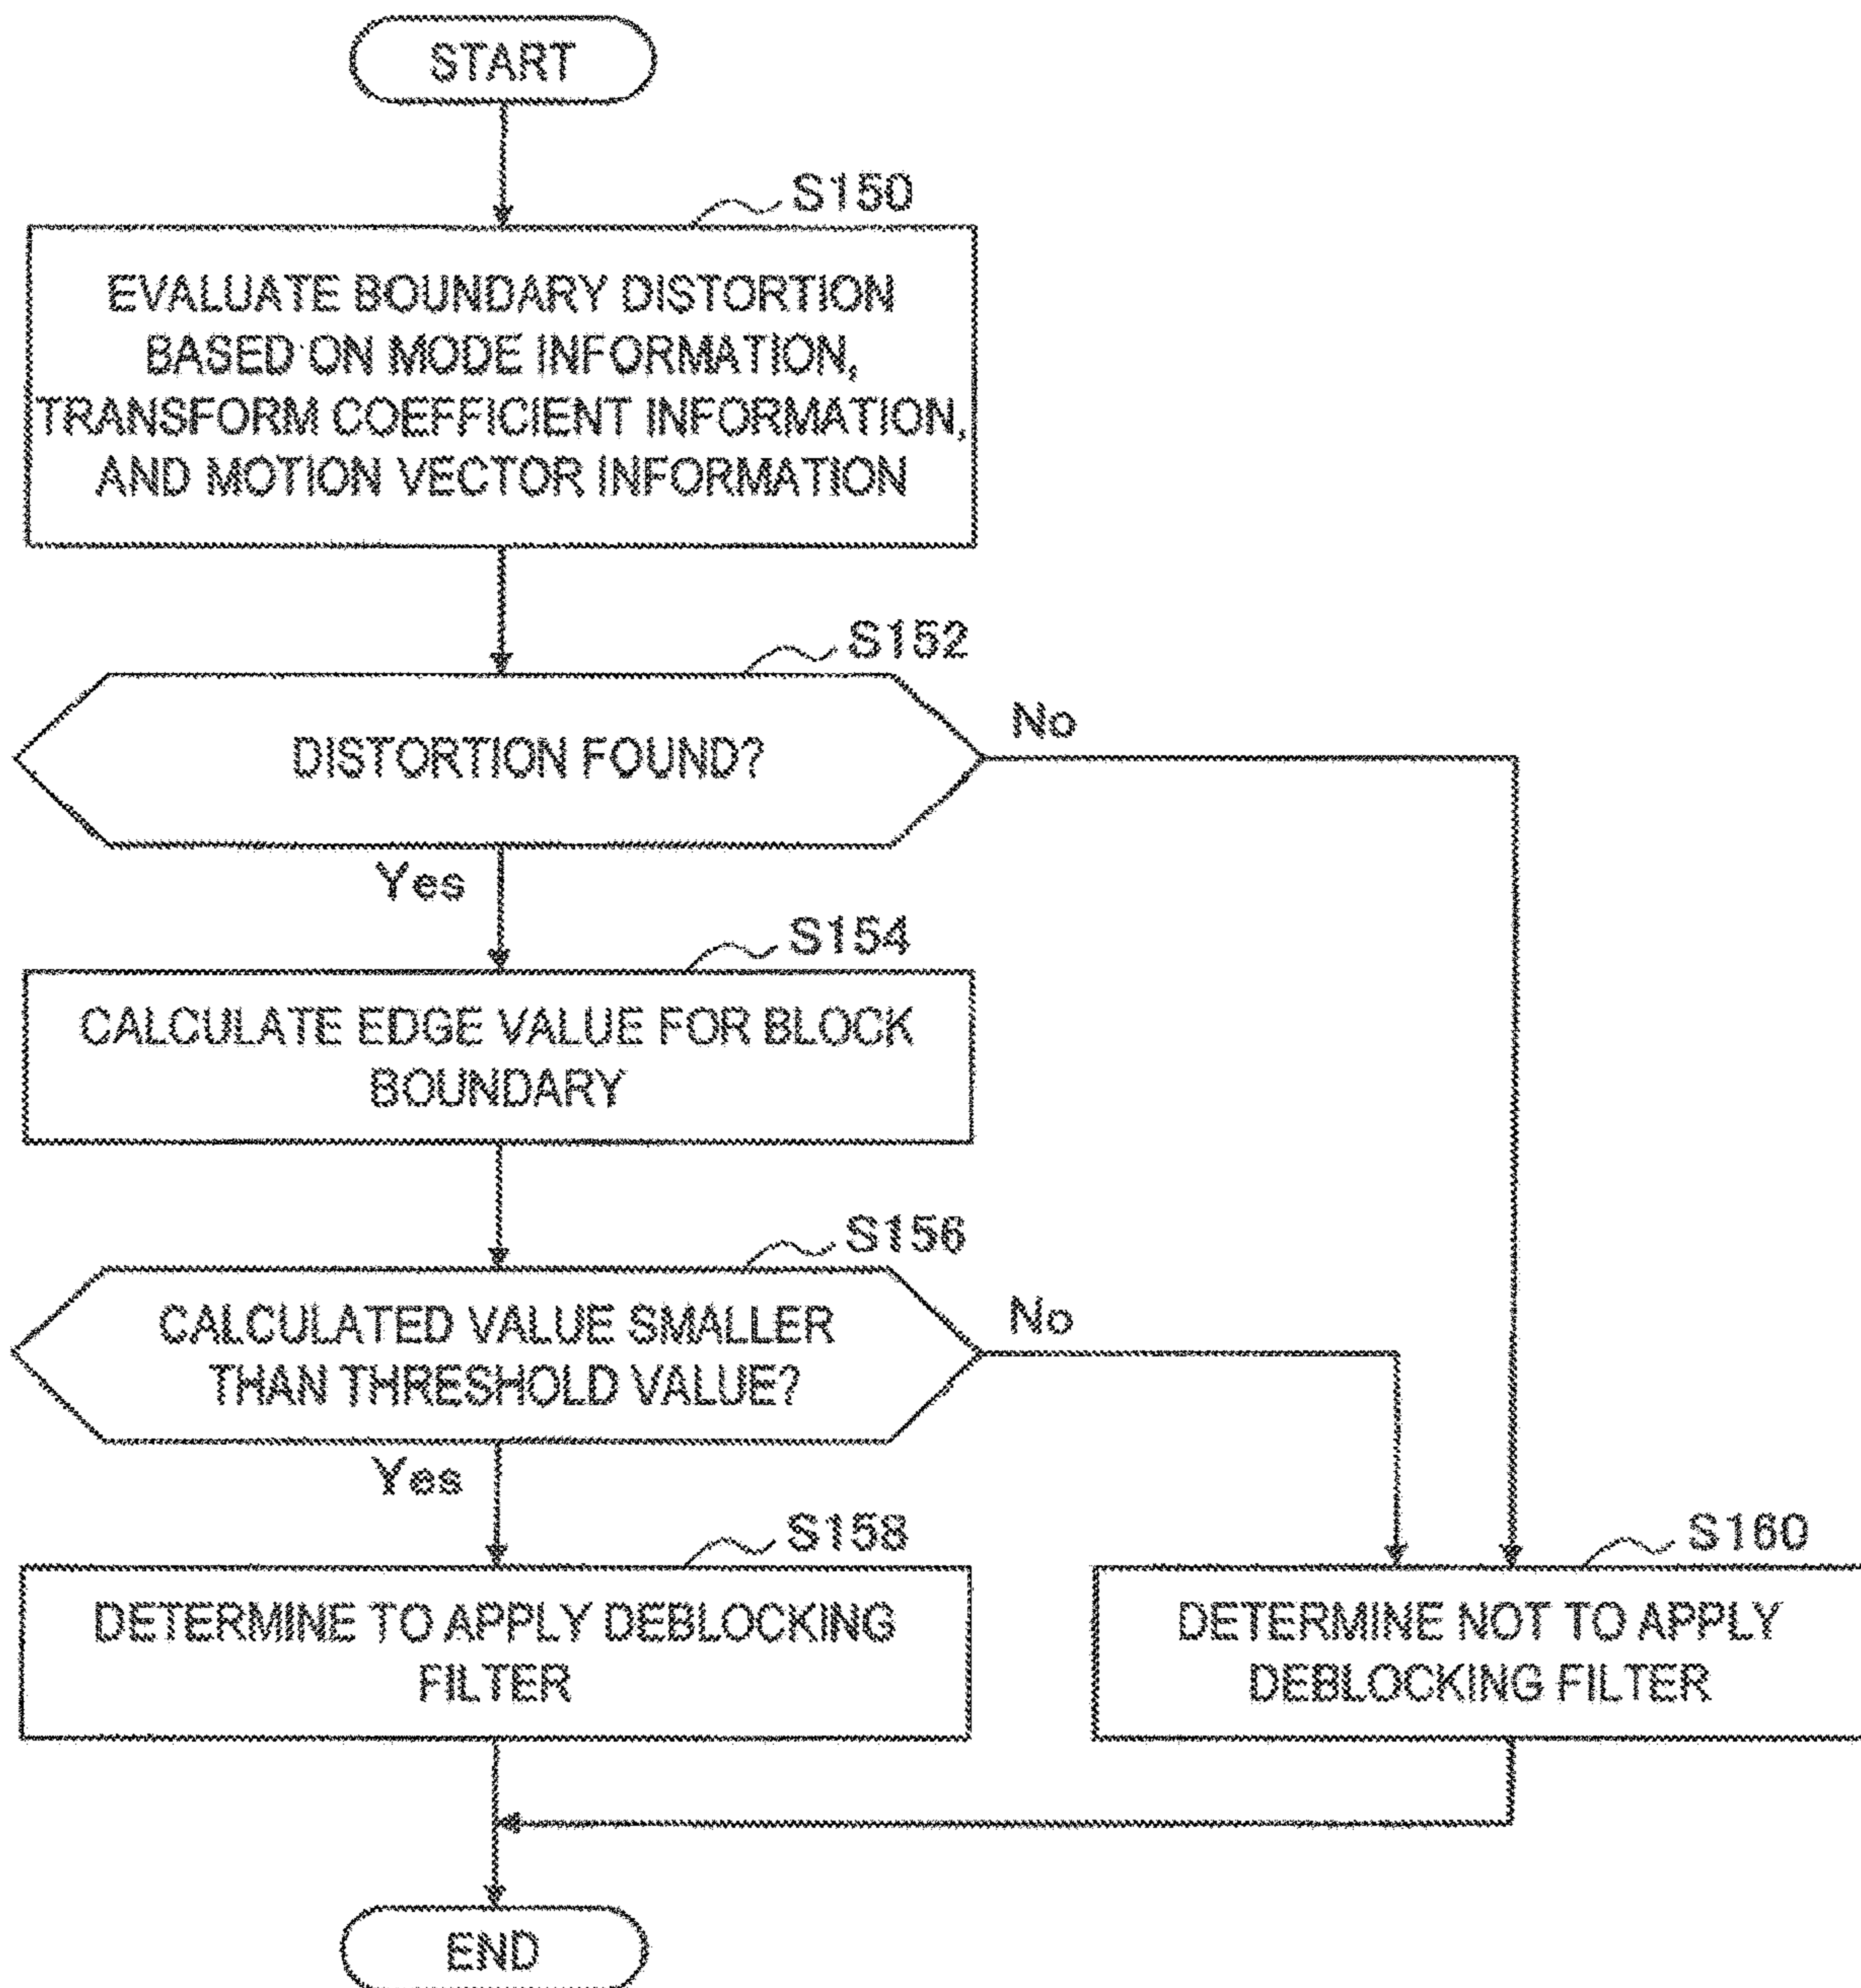 START
S150
EVALUATE BOUNDARY DISTORTION
BASED ON MODE INFORMATION,
TRANSFORM COEFFICIENT INFORMATION,
AND MOTION VECTOR INFORMATION
S152
DISTORTION FOUND?
No
Yes
S154
CALCULATE EDGE VALUE FOR BLOCK
BOUNDARY
S156
CALCULATED VALUE SMALLER
THAN THRESHOLD VALUE?
No
Yes
S158
DETERMINE TO APPLY DEBLOCKING
FILTER
S160
DETERMINE NOT TO APPLY
DEBLOCKING FILTER
END